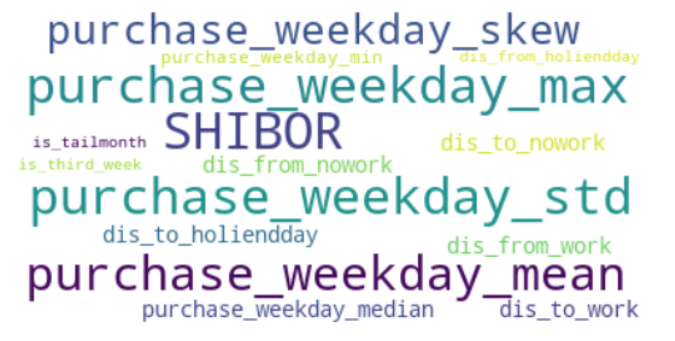 purchase_weekday_skew
purchase_weekday_min dis_from_holiendday
purchase_weekday_max
SHIBOR
is_tailmonth dis_to_nowork
is_third_week dis_from_nowork
purchase_weekday_std
dis_to_holiendday
dis_from_work
purchase_weekday_mean
purchase_weekday_median dis_to_work